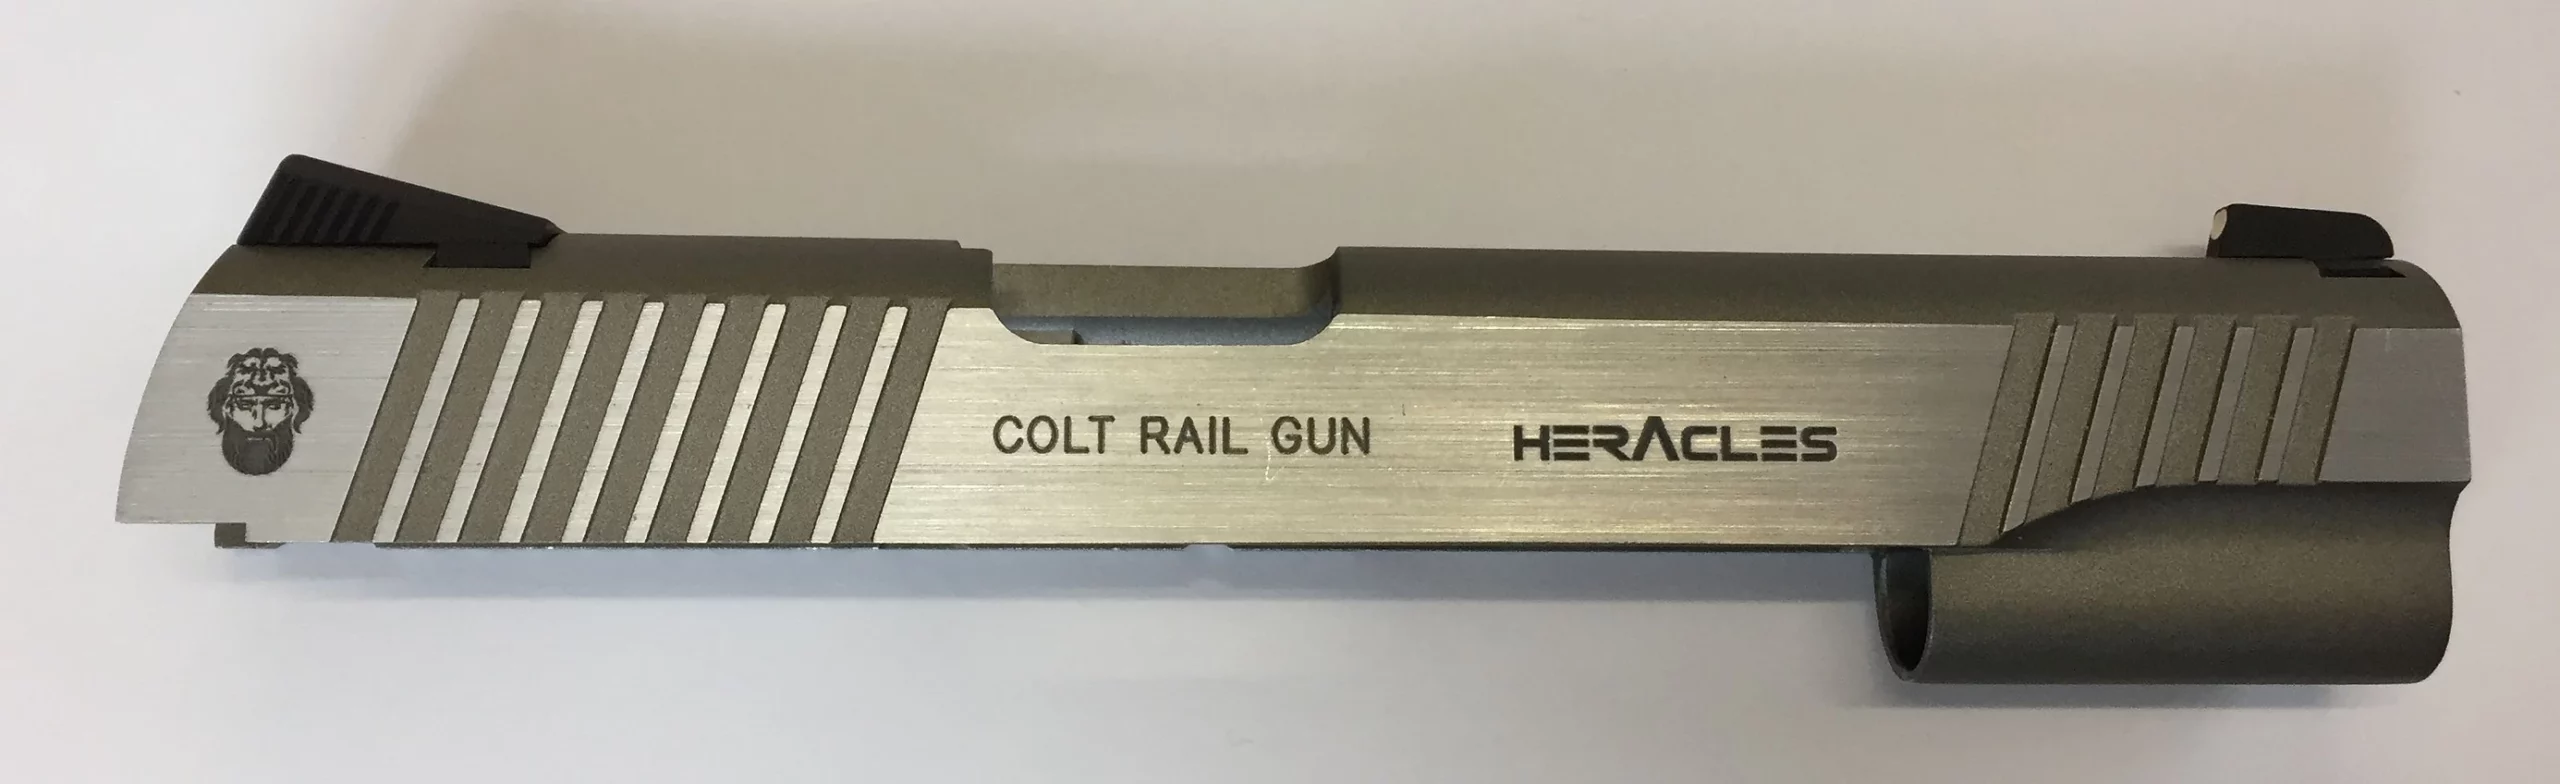 COLT RAIL GUN HERACLES